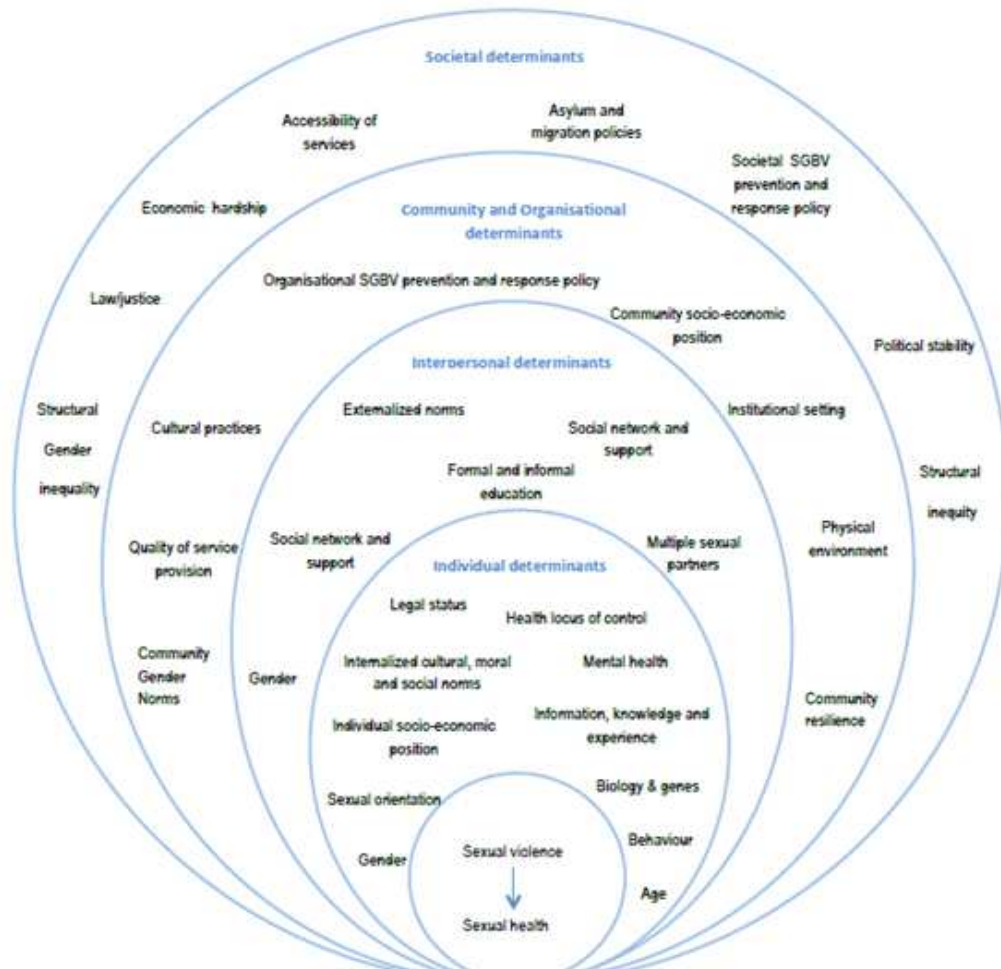 Societal determinants
Accessibility of
services
Asylum and
migration policies
Societal SGBV
prevention and
response policy
Economic hardship
Law/justice
Political stability
Structural
Gender
inequality
Structural
inequity
Community and Organisational
determinants
Organisational SGBV prevention and response policy
Community socio-economic
position
Cultural practices
Institutional setting
Quality of service
provision
Physical
environment
Community
Gender
Norms
Community
resilience
Interpersonal determinants
Externalized norms
Social network and
support
Formal and informal
education
Social network and
support
Multiple sexual
partners
Gender
Individual determinants
Legal status
Health locus of control
Internalized cultural, moral
and social norms
Mental health
Individual socio-economic
position
Information, knowledge and
experience
Sexual orientation
Biology & genes
Gender
Behaviour
Age
Sexual violence
Sexual health